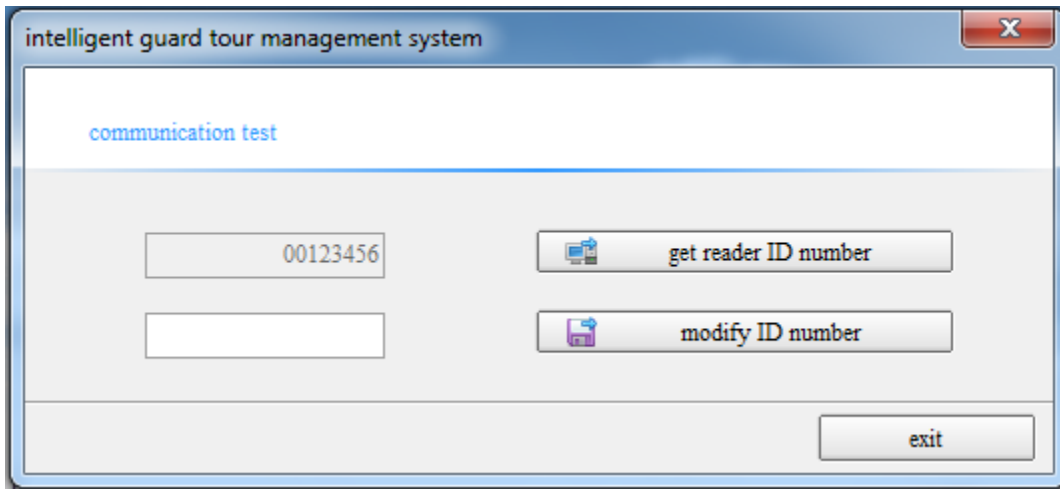 intelligent guard tour management system
communication test
00123456
get reader ID number
modify ID number
exit